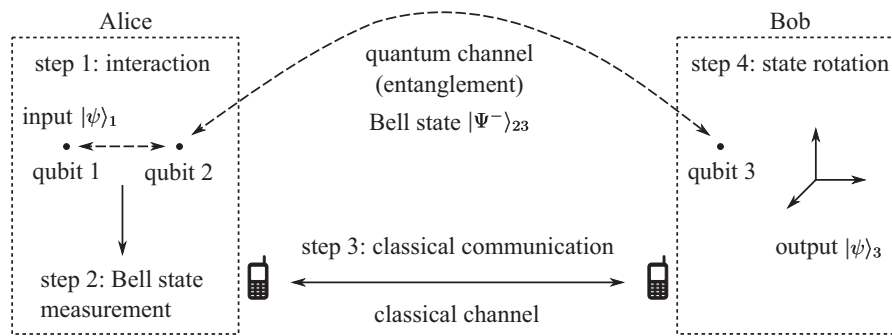 Alice
Bob
step 1: interaction
input |ψ⟩₁
qubit 1
qubit 2
step 2: Bell state
measurement
quantum channel
(entanglement)
Bell state |Ψ⁻⟩₂₃
step 3: classical communication
classical channel
step 4: state rotation
qubit 3
output |ψ⟩₃